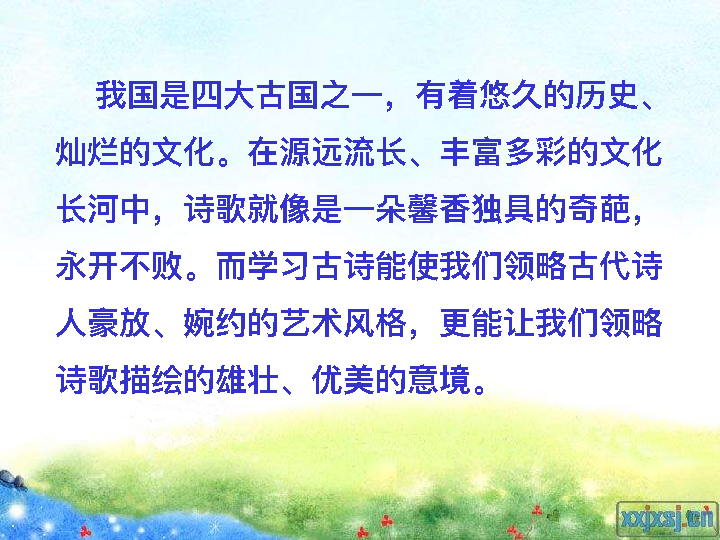 我国是四大古国之一，有着悠久的历史、
灿烂的文化。在源远流长、丰富多彩的文化
长河中，诗歌就像是一朵馨香独具的奇葩，
永开不败。而学习古诗能使我们领略古代诗
人豪放、婉约的艺术风格，更能让我们领略
诗歌描绘的雄壮、优美的意境。
xxjxsj.cn